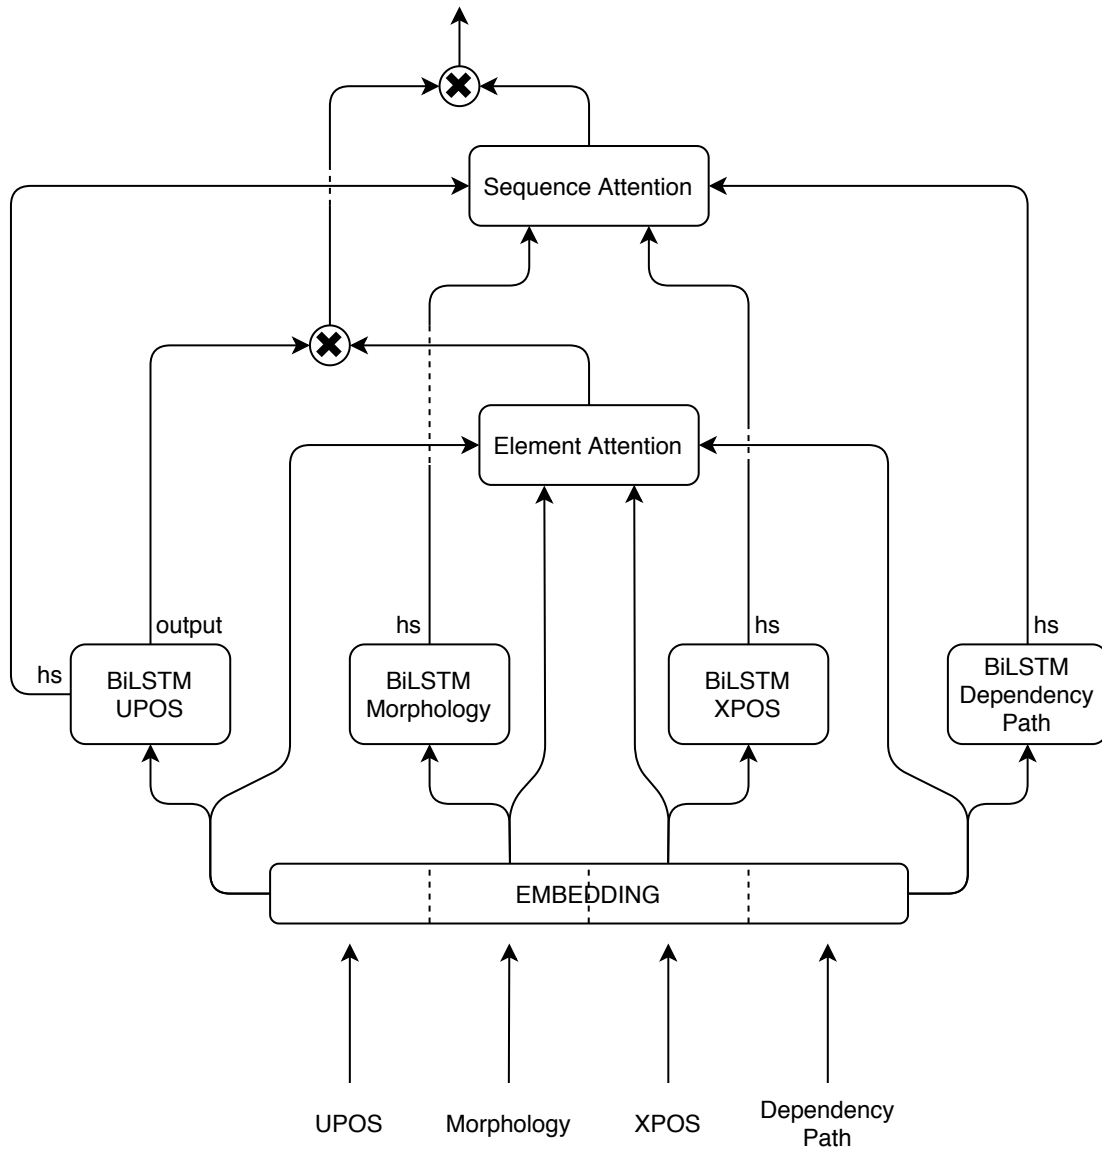 Sequence Attention
Element Attention
output
hs
hs
hs
hs
BiLSTM
UPOS
BiLSTM
Morphology
BiLSTM
XPOS
BiLSTM
Dependency
Path
EMBEDDING
UPOS
Morphology
XPOS
Dependency
Path